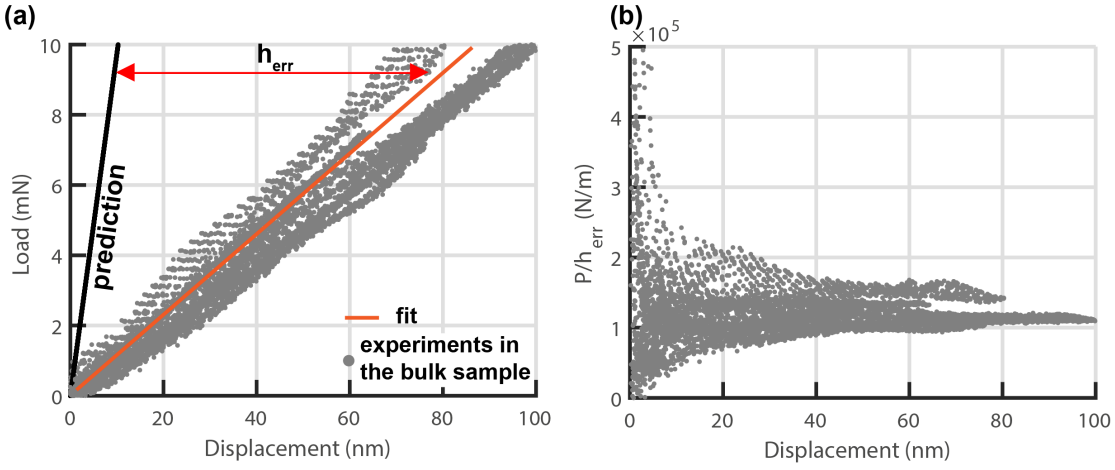 (a)
10
8
6
4
2
0
Load (mN)
h_err
prediction
fit
experiments in
the bulk sample
0 20 40 60 80 100
Displacement (nm)
(b)
×10^5
5
4
3
2
1
0
P/h_err (N/m)
0 20 40 60 80 100
Displacement (nm)